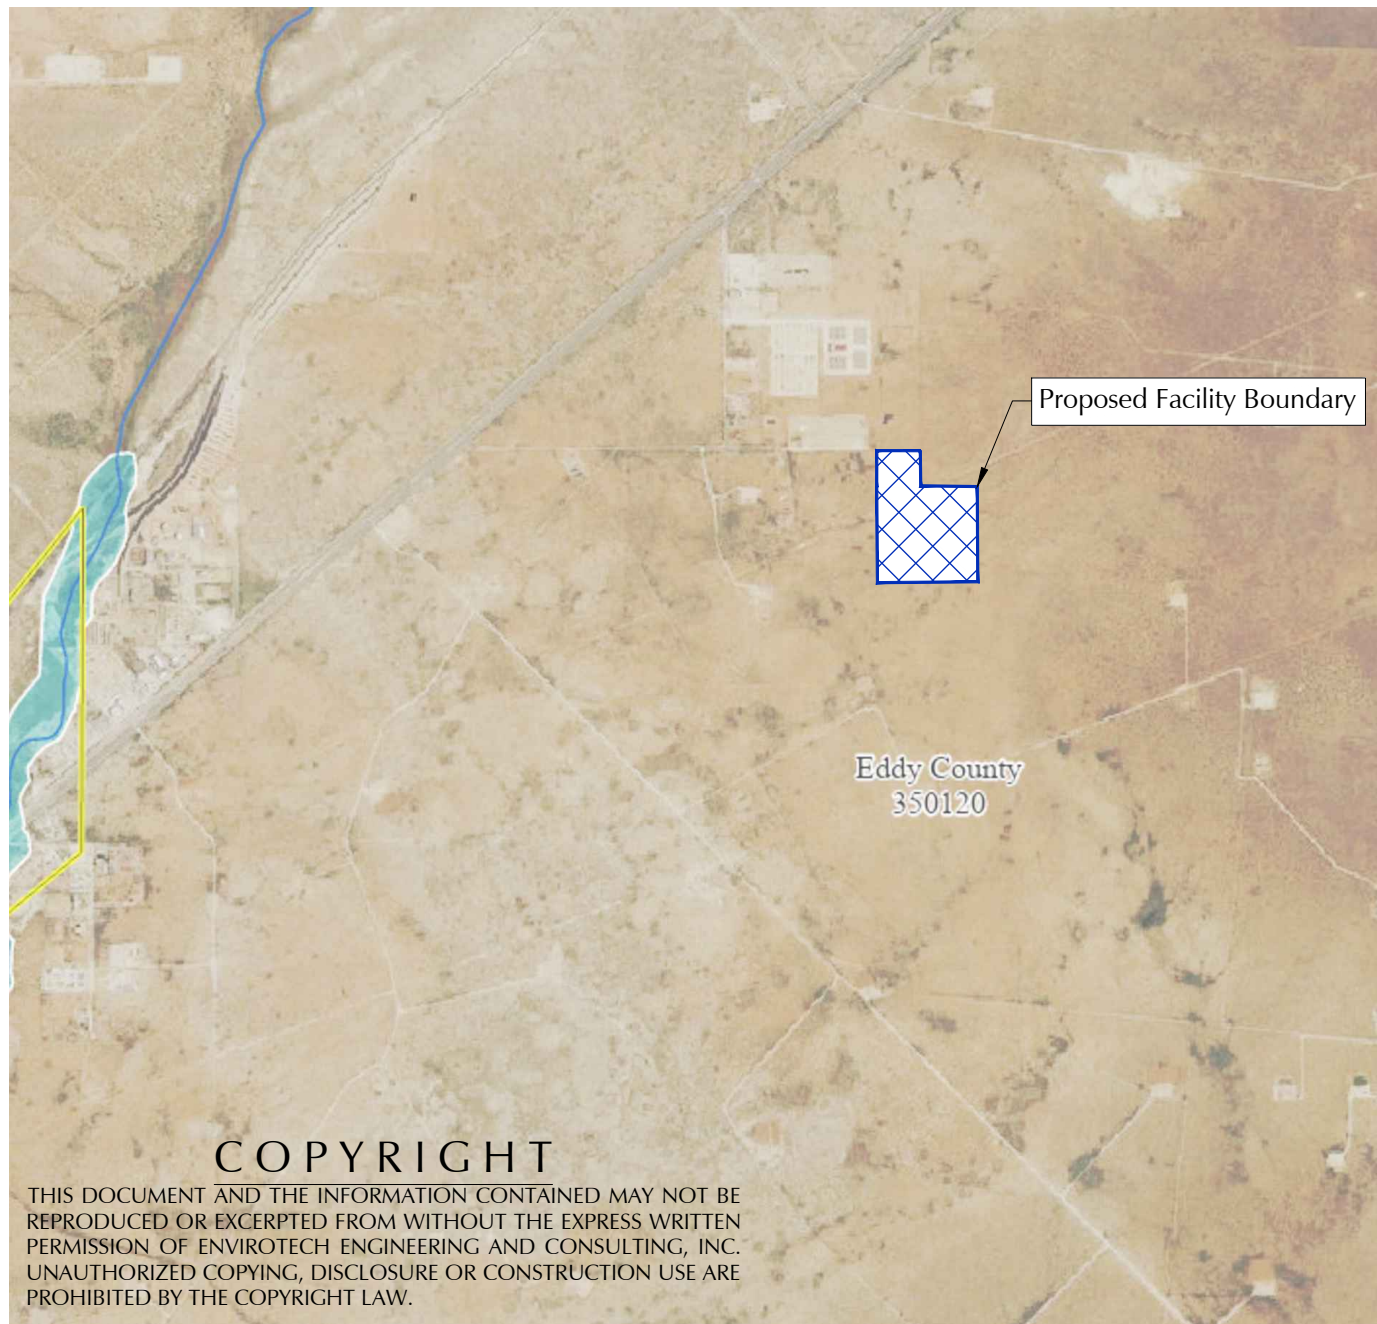 Proposed Facility Boundary
Eddy County
350120
COPYRIGHT
THIS DOCUMENT AND THE INFORMATION CONTAINED MAY NOT BE
REPRODUCED OR EXCERPTED FROM WITHOUT THE EXPRESS WRITTEN
PERMISSION OF ENVIROTECH ENGINEERING AND CONSULTING, INC.
UNAUTHORIZED COPYING, DISCLOSURE OR CONSTRUCTION USE ARE
PROHIBITED BY THE COPYRIGHT LAW.